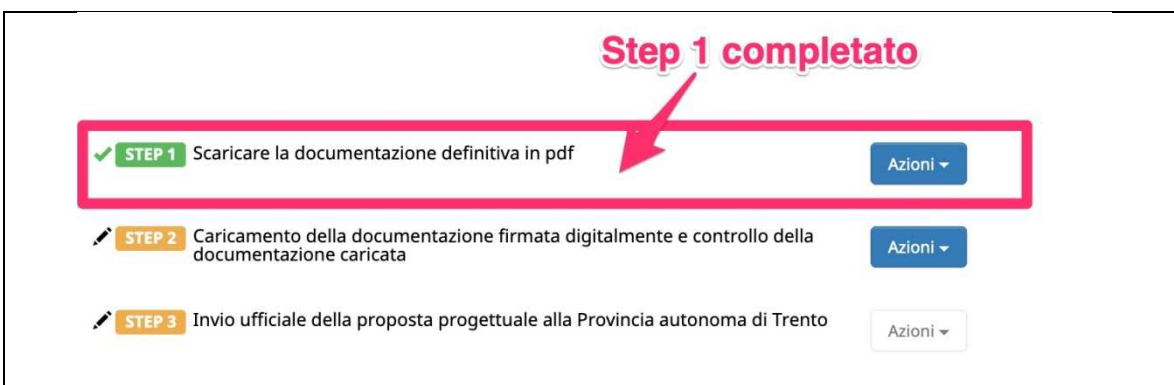 Step 1 completato
STEP 1 Scaricare la documentazione definitiva in pdf Azioni
STEP 2 Caricamento della documentazione firmata digitalmente e controllo della
documentazione caricata Azioni
STEP 3 Invio ufficiale della proposta progettuale alla Provincia autonoma di Trento Azioni